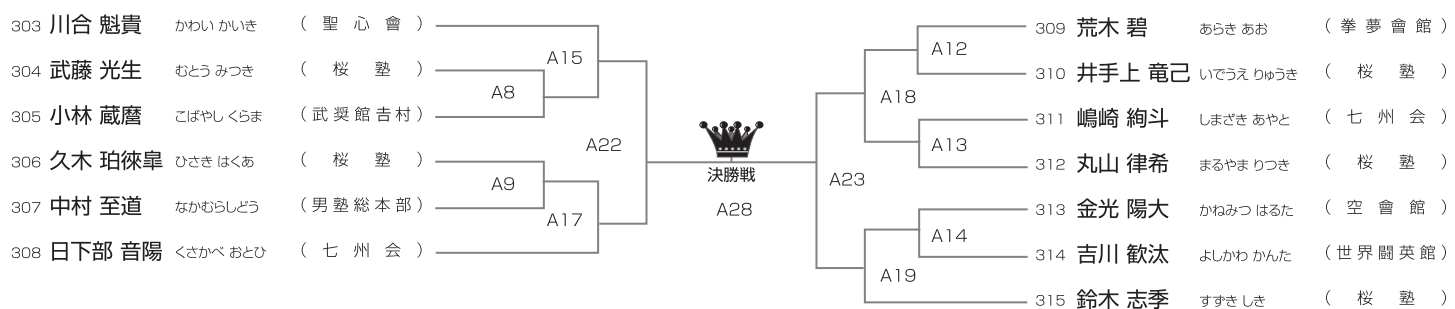 303 川合 魁貴 かわい かいき （ 聖 心 會 ）
304 武藤 光生 むとう みつき （ 桜 塾 ）
305 小林 蔵麿 こばやし くらま （ 武 奨 館 吉 村 ）
306 久木 珀徠皐 ひさき はくあ （ 桜 塾 ）
307 中村 至道 なかむらしどう （ 男 塾 総 本 部 ）
308 日下部 音陽 くさかべ おとひ （ 七 州 会 ）
A15
A8
A22
A9
A17
決勝戦
A28
A12
A18
A13
A23
A14
A19
309 荒木 碧 あらき あお （ 拳 夢 會 館 ）
310 井手上 竜己 いでうえ りゅうき （ 桜 塾 ）
311 嶋崎 絢斗 しまざき あやと （ 七 州 会 ）
312 丸山 律希 まるやま りつき （ 桜 塾 ）
313 金光 陽大 かねみつ はるた （ 空 會 館 ）
314 吉川 歓汰 よしかわ かんた （ 世 界 闘 英 館 ）
315 鈴木 志季 すずき しき （ 桜 塾 ）